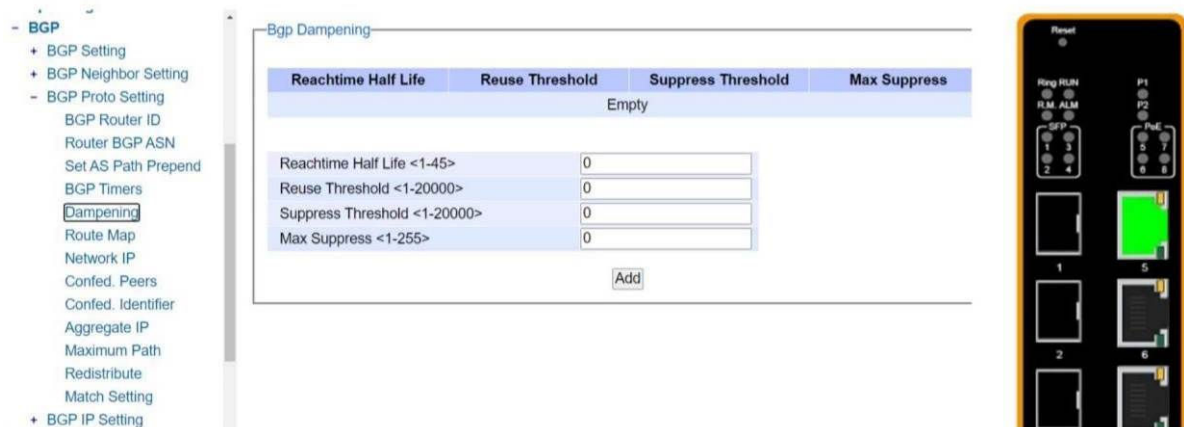 - BGP
+ BGP Setting
+ BGP Neighbor Setting
- BGP Proto Setting
BGP Router ID
Router BGP ASN
Set AS Path Prepend
BGP Timers
Dampening
Route Map
Network IP
Confed. Peers
Confed. Identifier
Aggregate IP
Maximum Path
Redistribute
Match Setting
+ BGP IP Setting
Bgp Dampening
Reachtime Half Life Reuse Threshold Suppress Threshold Max Suppress
Empty
Reachtime Half Life <1-45> 0
Reuse Threshold <1-20000> 0
Suppress Threshold <1-20000> 0
Max Suppress <1-255> 0
Add
Reset
Ring RUN P1
R.M. ALM P2
SFP PoE
1 3 5 7
2 4 6 8
1 5
2 6